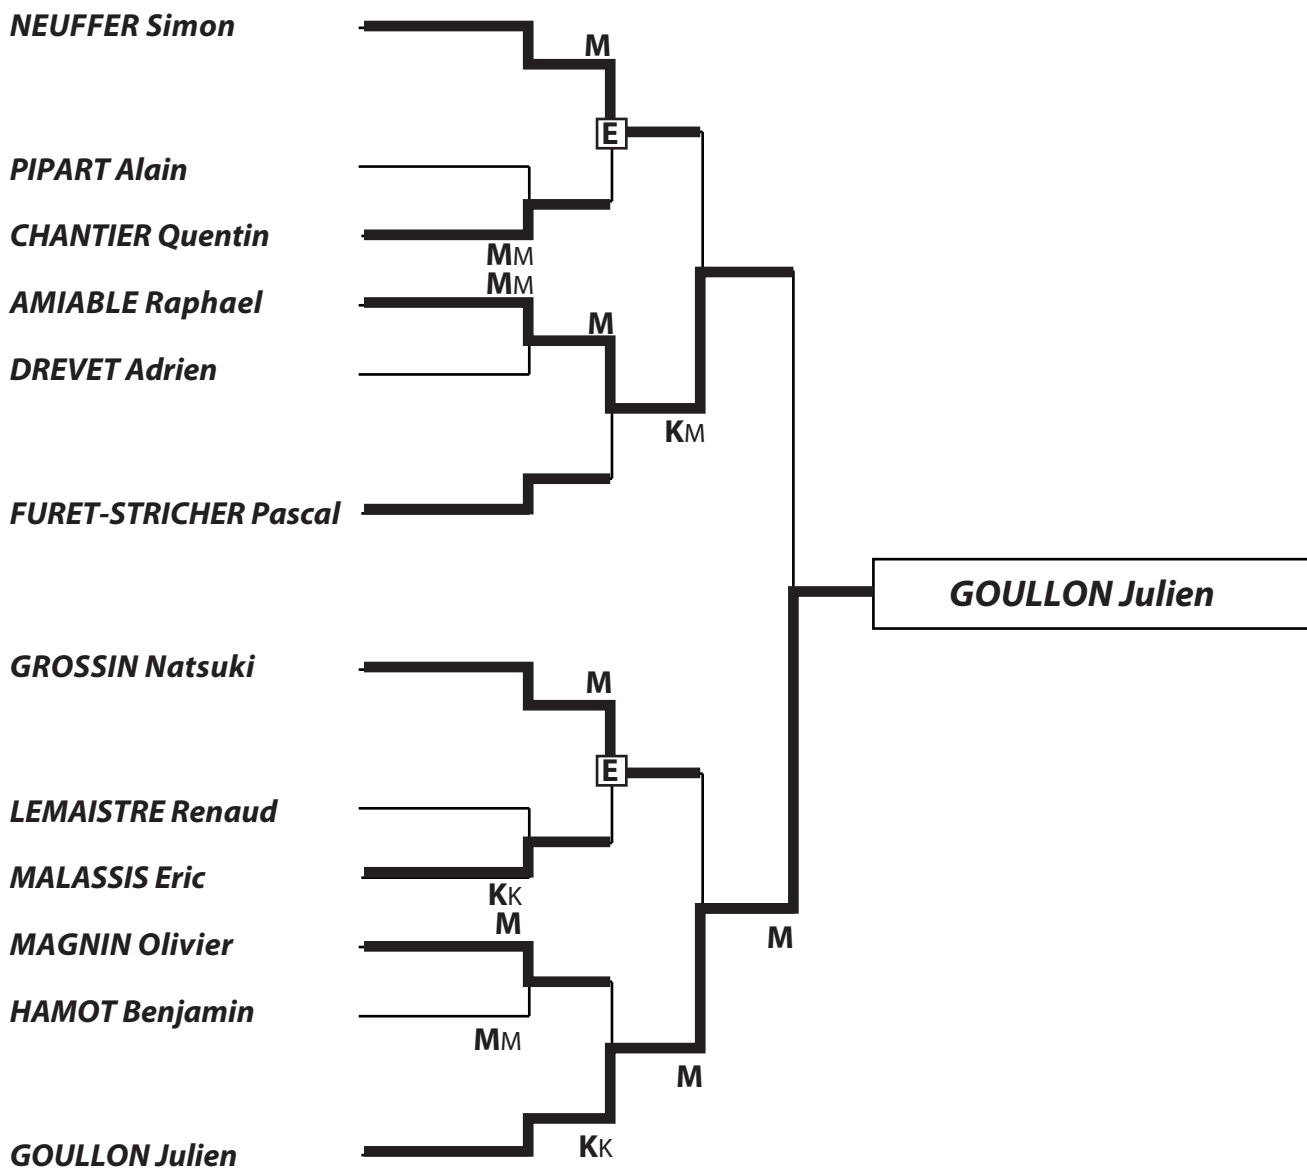 NEUFFER Simon
M
E
PIPART Alain
CHANTIER Quentin
MM
MM
AMIABLE Raphael
M
DREVET Adrien
KM
FURET-STRICHER Pascal
GOULLON Julien
GROSSIN Natsuki
M
E
LEMAISTRE Renaud
MALASSIS Eric
KK
M
MAGNIN Olivier
M
HAMOT Benjamin
MM
M
GOULLON Julien
KK